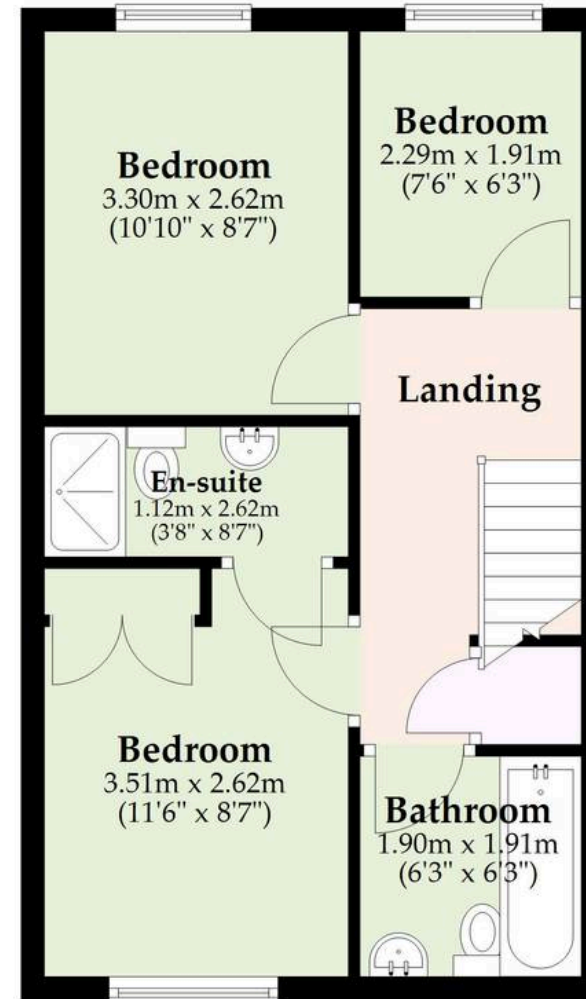 Bedroom
3.30m x 2.62m
(10'10" x 8'7")
Bedroom
2.29m x 1.91m
(7'6" x 6'3")
Landing
En-suite
1.12m x 2.62m
(3'8" x 8'7")
Bedroom
3.51m x 2.62m
(11'6" x 8'7")
Bathroom
1.90m x 1.91m
(6'3" x 6'3")